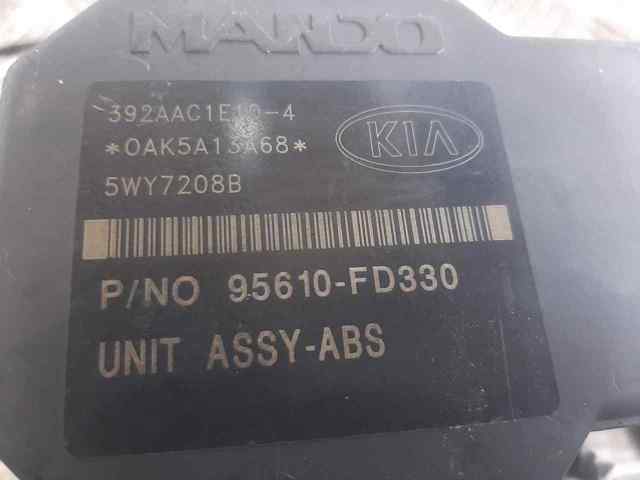 MANDO
392AAC1E10-4
*OAK5A13A68*
KIA
5WY7208B
P/NO 95610-FD330
UNIT ASSY-ABS